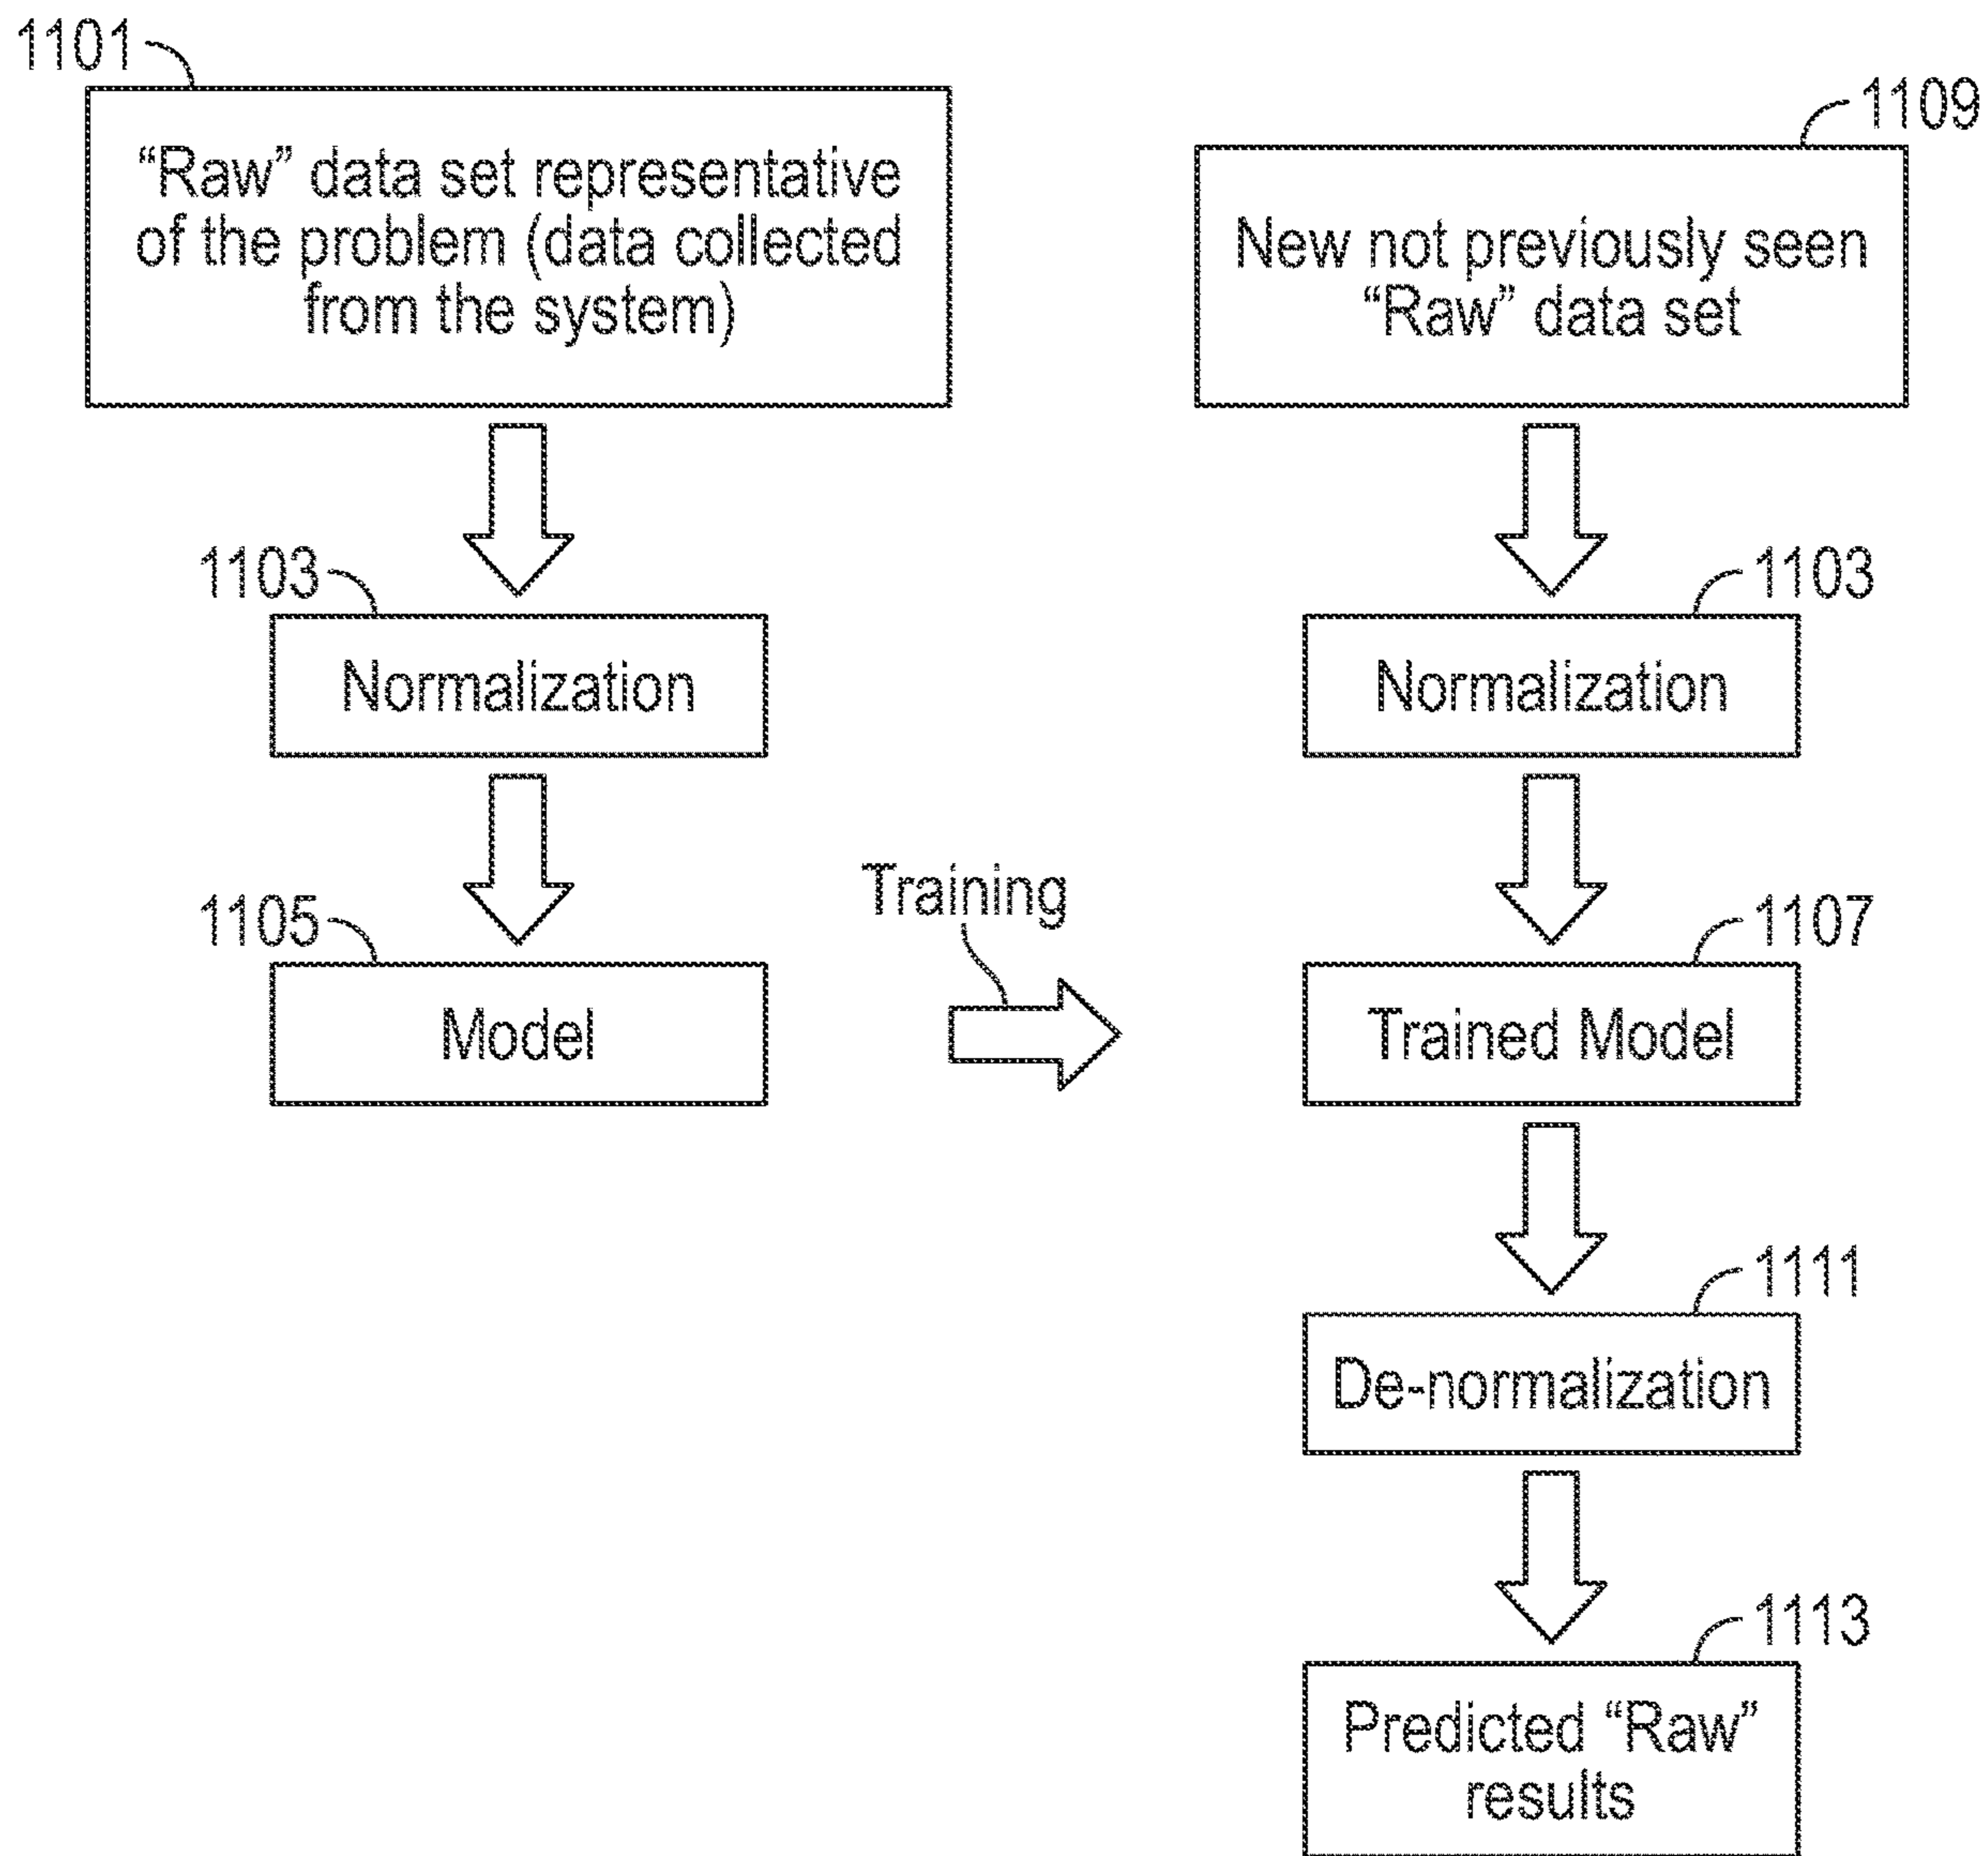 1101
“Raw” data set representative
of the problem (data collected
from the system)
1103
Normalization
1105
Model
Training
1109
New not previously seen
“Raw” data set
1103
Normalization
1107
Trained Model
1111
De-normalization
1113
Predicted “Raw”
results